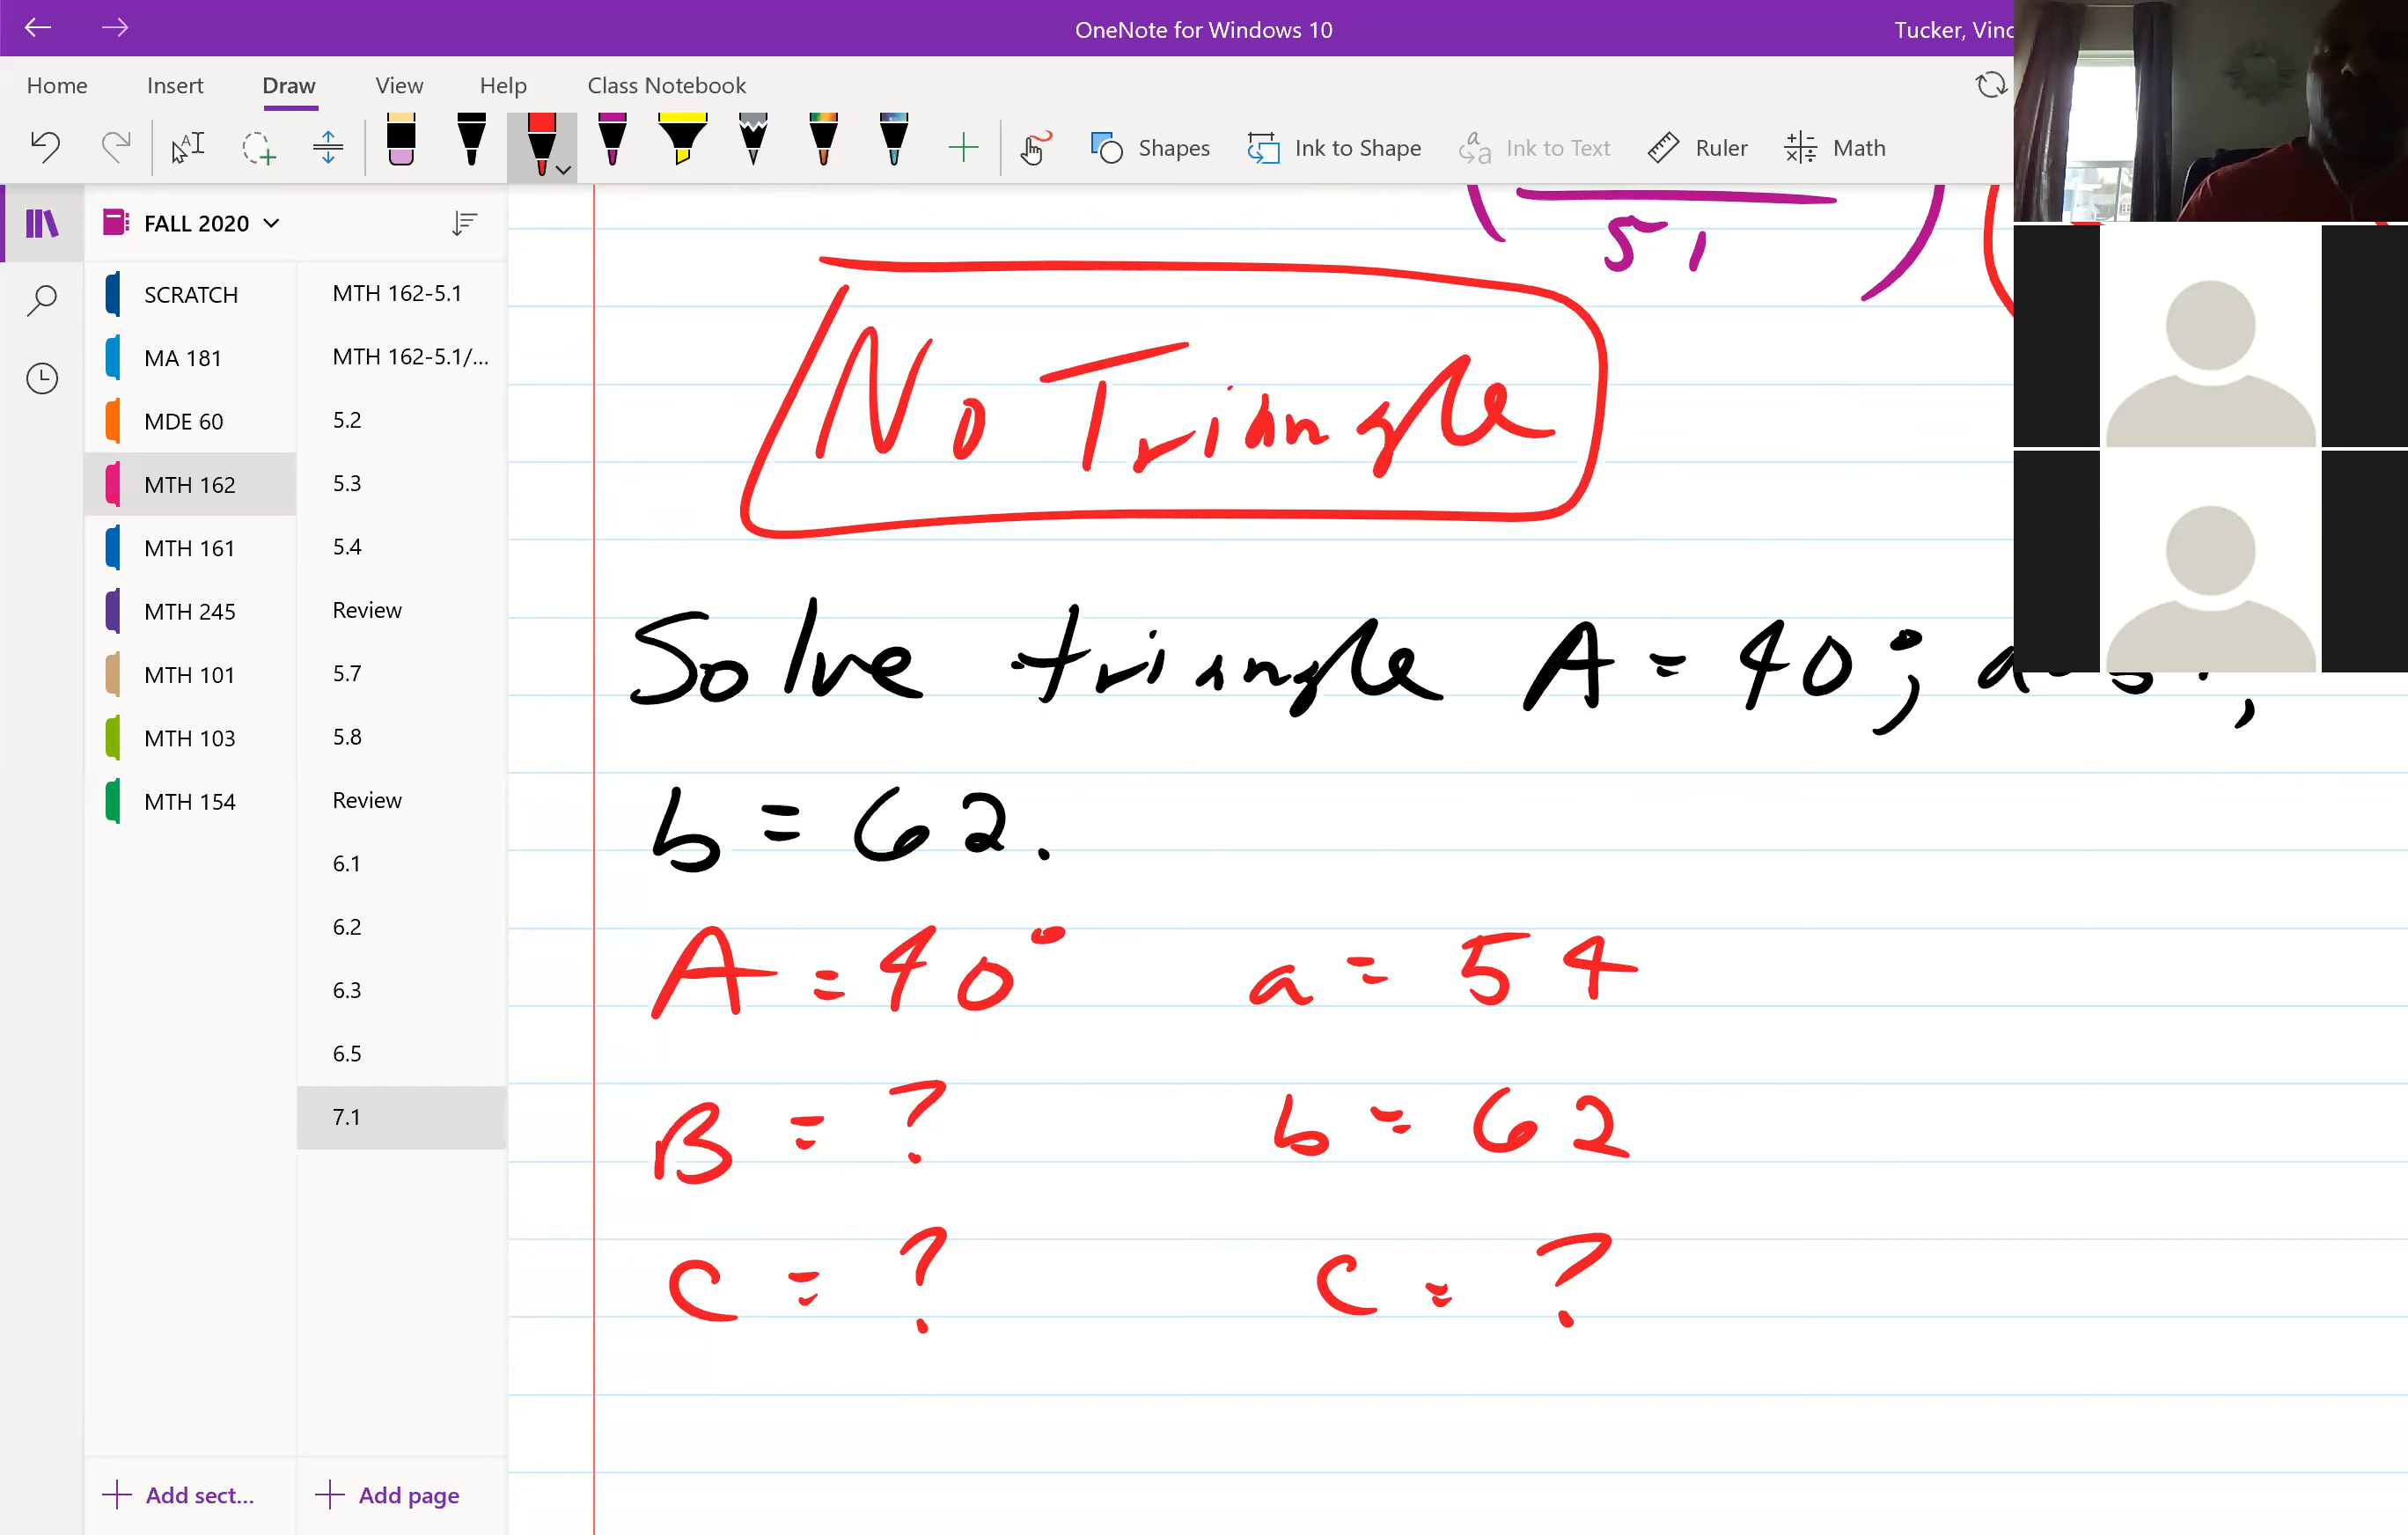 OneNote for Windows 10
Tucker, Vinc
Home Insert Draw View Help Class Notebook
Shapes Ink to Shape Ink to Text Ruler Math
FALL 2020
SCRATCH
MA 181
MDE 60
MTH 162
MTH 161
MTH 245
MTH 101
MTH 103
MTH 154
Add sect...
MTH 162-5.1
MTH 162-5.1/...
5.2
5.3
5.4
Review
5.7
5.8
Review
6.1
6.2
6.3
6.5
7.1
Add page
51
No Triangle
Solve triangle A = 40°;
b = 62.
A = 40° a = 54
B = ? b = 62
C = ? c = ?